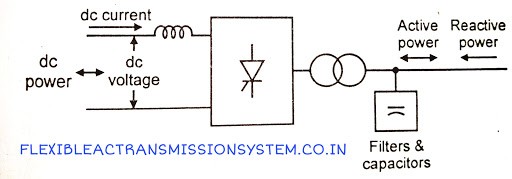 dc current
dc
power
dc
voltage
Active
power
Reactive
power
Filters &
capacitors
FLEXIBLEACTRANSMISSIONSYSTEM.CO.IN